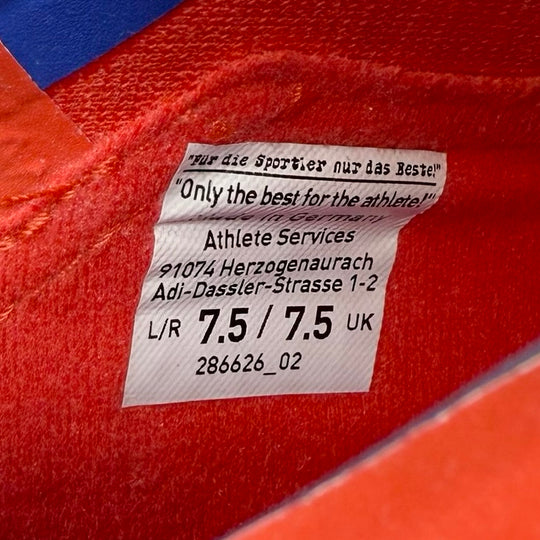 "Für die Sportler nur das Beste!"
"Only the best for the athlete!"
Made in Germany
Athlete Services
91074 Herzogenaurach
Adi-Dassler-Strasse 1-2
L/R 7.5 / 7.5 UK
286626_02